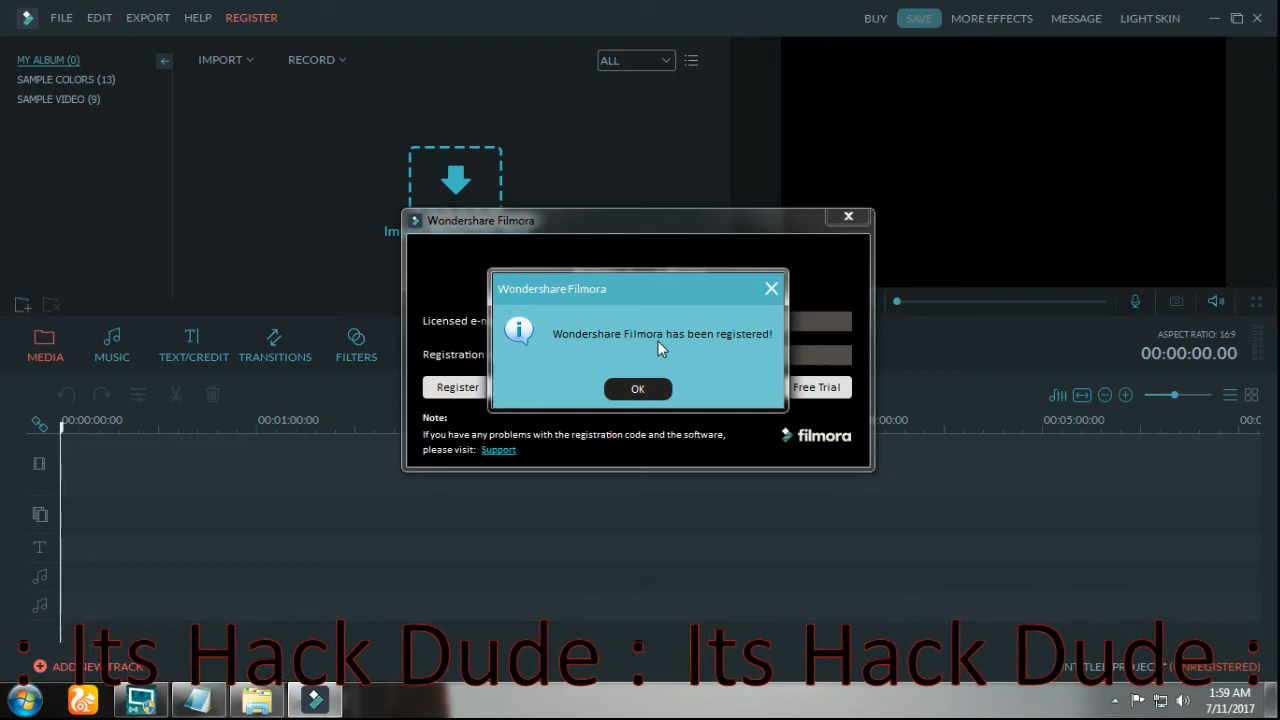 FILE EDIT EXPORT HELP REGISTER BUY SAVE MORE EFFECTS MESSAGE LIGHT SKIN
MY ALBUM (0)
SAMPLE COLORS (13)
SAMPLE VIDEO (9)
IMPORT RECORD ALL
Wondershare Filmora
Wondershare Filmora
Wondershare Filmora has been registered!
OK
Licensed
Registration
Register Free Trial
Note:
If you have any problems with the registration code and the software,
please visit: Support
filmora
MEDIA MUSIC TEXT/CREDIT TRANSITIONS FILTERS
ASPECT RATIO: 16:9
00:00:00.00
00:00:00:00 00:01:00:00 00:05:00:00
: Its Hack Dude : Its Hack Dude :
ADD NEW TRACK
(UNREGISTERED)
1:59 AM
7/11/2017